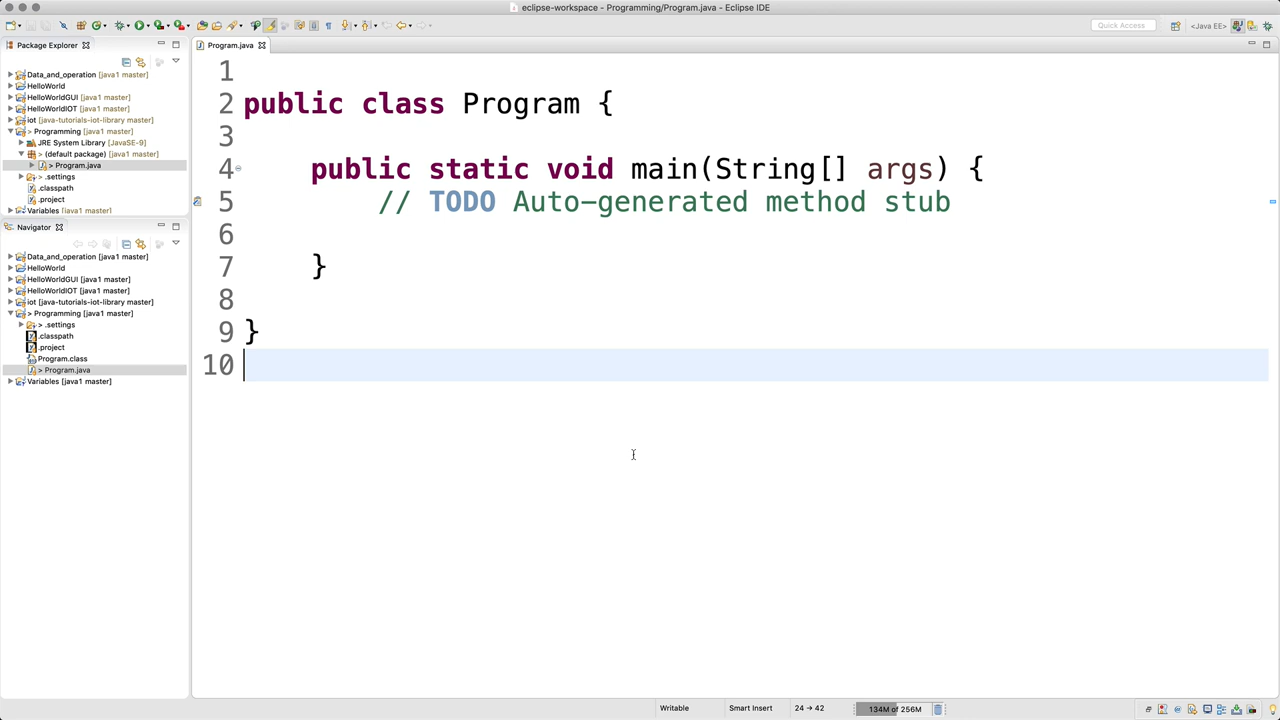 eclipse-workspace - Programming/Program.java - Eclipse IDE
Quick Access
<Java EE>
Package Explorer
Data_and_operation [java1 master]
HelloWorld
HelloWorldGUI [java1 master]
HelloWorldIOT [java1 master]
iot [java-tutorials-iot-library master]
> Programming [java1 master]
JRE System Library [JavaSE-9]
> (default package) [java1 master]
> Program.java
> .settings
.classpath
.project
Variables [java1 master]
Navigator
Data_and_operation [java1 master]
HelloWorld
HelloWorldGUI [java1 master]
HelloWorldIOT [java1 master]
iot [java-tutorials-iot-library master]
> Programming [java1 master]
> .settings
.classpath
.project
Program.class
> Program.java
Variables [java1 master]
Program.java
1
2 public class Program {
3
4 public static void main(String[] args) {
5 // TODO Auto-generated method stub
6
7 }
8
9 }
10
Writable
Smart Insert
24 → 42
134M of 256M